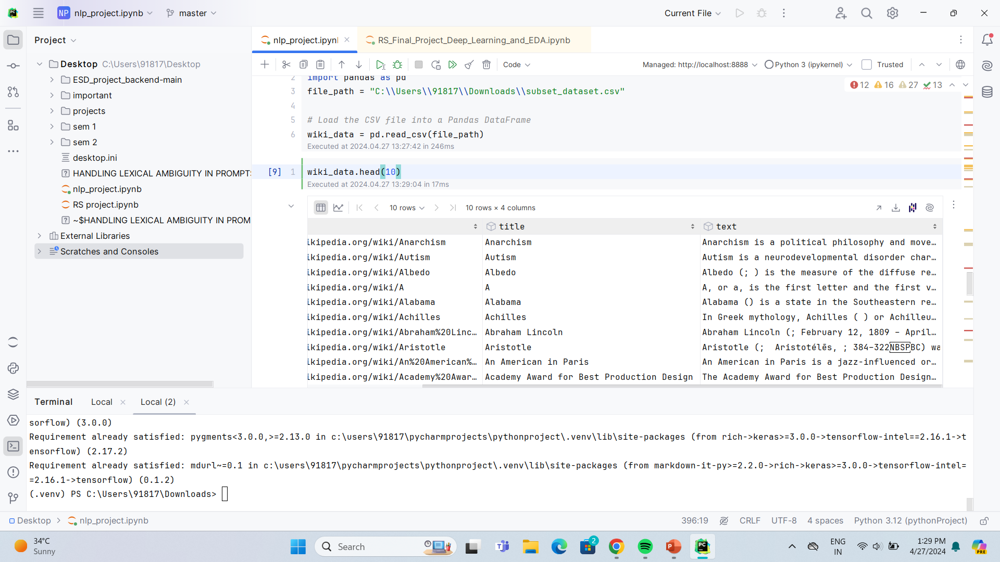 NP nlp_project.ipynb master Current File
Project
nlp_project.ipynl RS_Final_Project_Deep_Learning_and_EDA.ipynb
Desktop C:\Users\91817\Desktop
ESD_project_backend-main
important
projects
sem 1
sem 2
desktop.ini
HANDLING LEXICAL AMBIGUITY IN PROMPT
nlp_project.ipynb
RS project.ipynb
~$HANDLING LEXICAL AMBIGUITY IN PROM
External Libraries
Scratches and Consoles
Code Managed: http://localhost:8888 Python 3 (ipykernel) Trusted
12 16 27 13
2 import pandas as pd
3 file_path = "C:\\Users\\91817\\Downloads\\subset_dataset.csv"
4
5 # Load the CSV file into a Pandas DataFrame
6 wiki_data = pd.read_csv(file_path)
Executed at 2024.04.27 13:27:42 in 246ms
[9] 1 wiki_data.head(10)
Executed at 2024.04.27 13:29:04 in 17ms
10 rows 10 rows × 4 columns
title text
ikipedia.org/wiki/Anarchism Anarchism Anarchism is a political philosophy and move…
ikipedia.org/wiki/Autism Autism Autism is a neurodevelopmental disorder char…
ikipedia.org/wiki/Albedo Albedo Albedo (; ) is the measure of the diffuse re…
ikipedia.org/wiki/A A A, or a, is the first letter and the first v…
ikipedia.org/wiki/Alabama Alabama Alabama () is a state in the Southeastern re…
ikipedia.org/wiki/Achilles Achilles In Greek mythology, Achilles ( ) or Achilleu…
ikipedia.org/wiki/Abraham%20Linc… Abraham Lincoln Abraham Lincoln (; February 12, 1809 – April…
ikipedia.org/wiki/Aristotle Aristotle Aristotle (; Aristotélēs, ; 384–322NBSPBC) wa
ikipedia.org/wiki/An%20American%… An American in Paris An American in Paris is a jazz-influenced or…
ikipedia.org/wiki/Academy%20Awar… Academy Award for Best Production Design The Academy Award for Best Production Design…
Terminal Local Local (2)
sorflow) (3.0.0)
Requirement already satisfied: pygments<3.0.0,>=2.13.0 in c:\users\91817\pycharmprojects\pythonproject\.venv\lib\site-packages (from rich->keras>=3.0.0->tensorflow-intel==2.16.1->t
ensorflow) (2.17.2)
Requirement already satisfied: mdurl~=0.1 in c:\users\91817\pycharmprojects\pythonproject\.venv\lib\site-packages (from markdown-it-py>=2.2.0->rich->keras>=3.0.0->tensorflow-intel=
=2.16.1->tensorflow) (0.1.2)
(.venv) PS C:\Users\91817\Downloads>
Desktop nlp_project.ipynb 396:19 CRLF UTF-8 4 spaces Python 3.12 (pythonProject)
34°C
Sunny
Search
2
ENG
IN
1:29 PM
4/27/2024
PRE